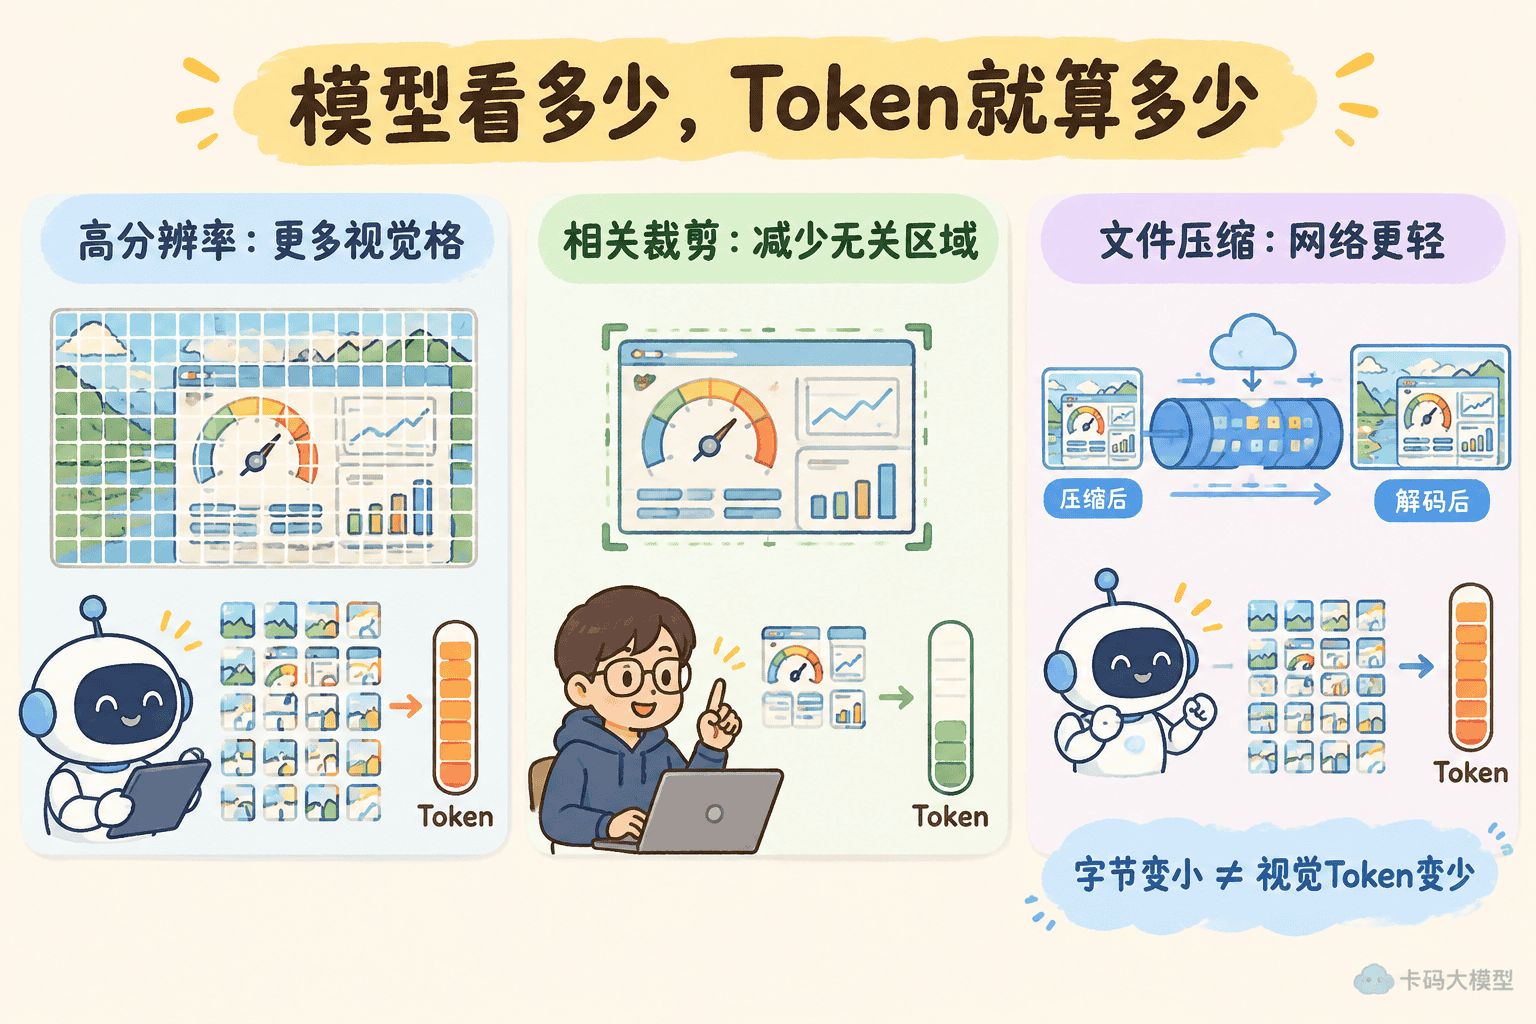 模型看多少，Token就算多少
高分辨率：更多视觉格
相关裁剪：减少无关区域
文件压缩：网络更轻
压缩后
解码后
Token
Token
Token
字节变小 ≠ 视觉Token变少
卡码大模型